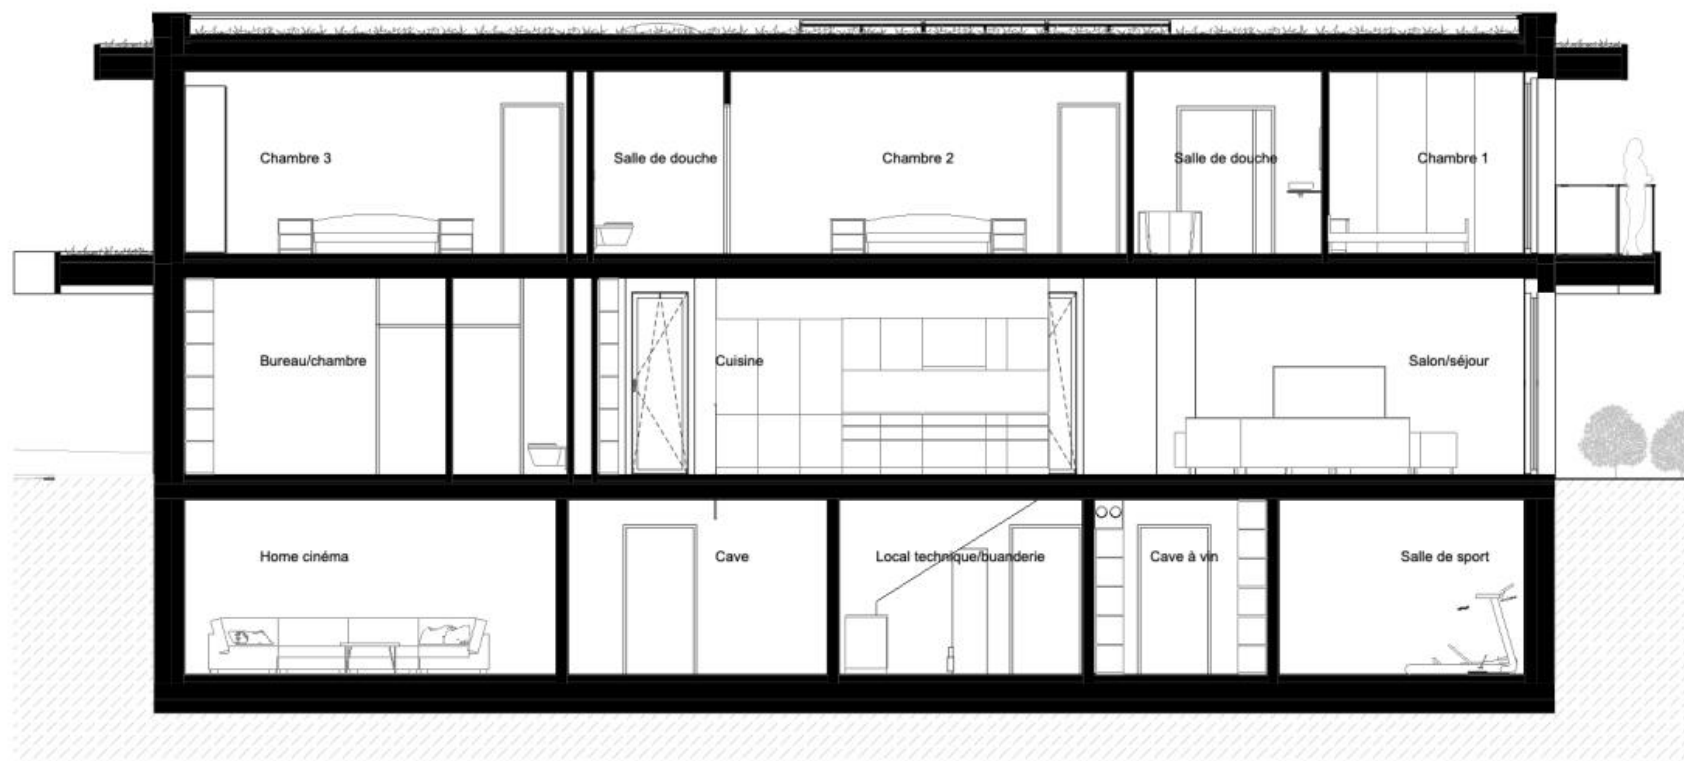 Chambre 3
Salle de douche
Chambre 2
Salle de douche
Chambre 1
Bureau/chambre
Cuisine
Salon/séjour
Home cinéma
Cave
Local technique/buanderie
Cave à vin
Salle de sport